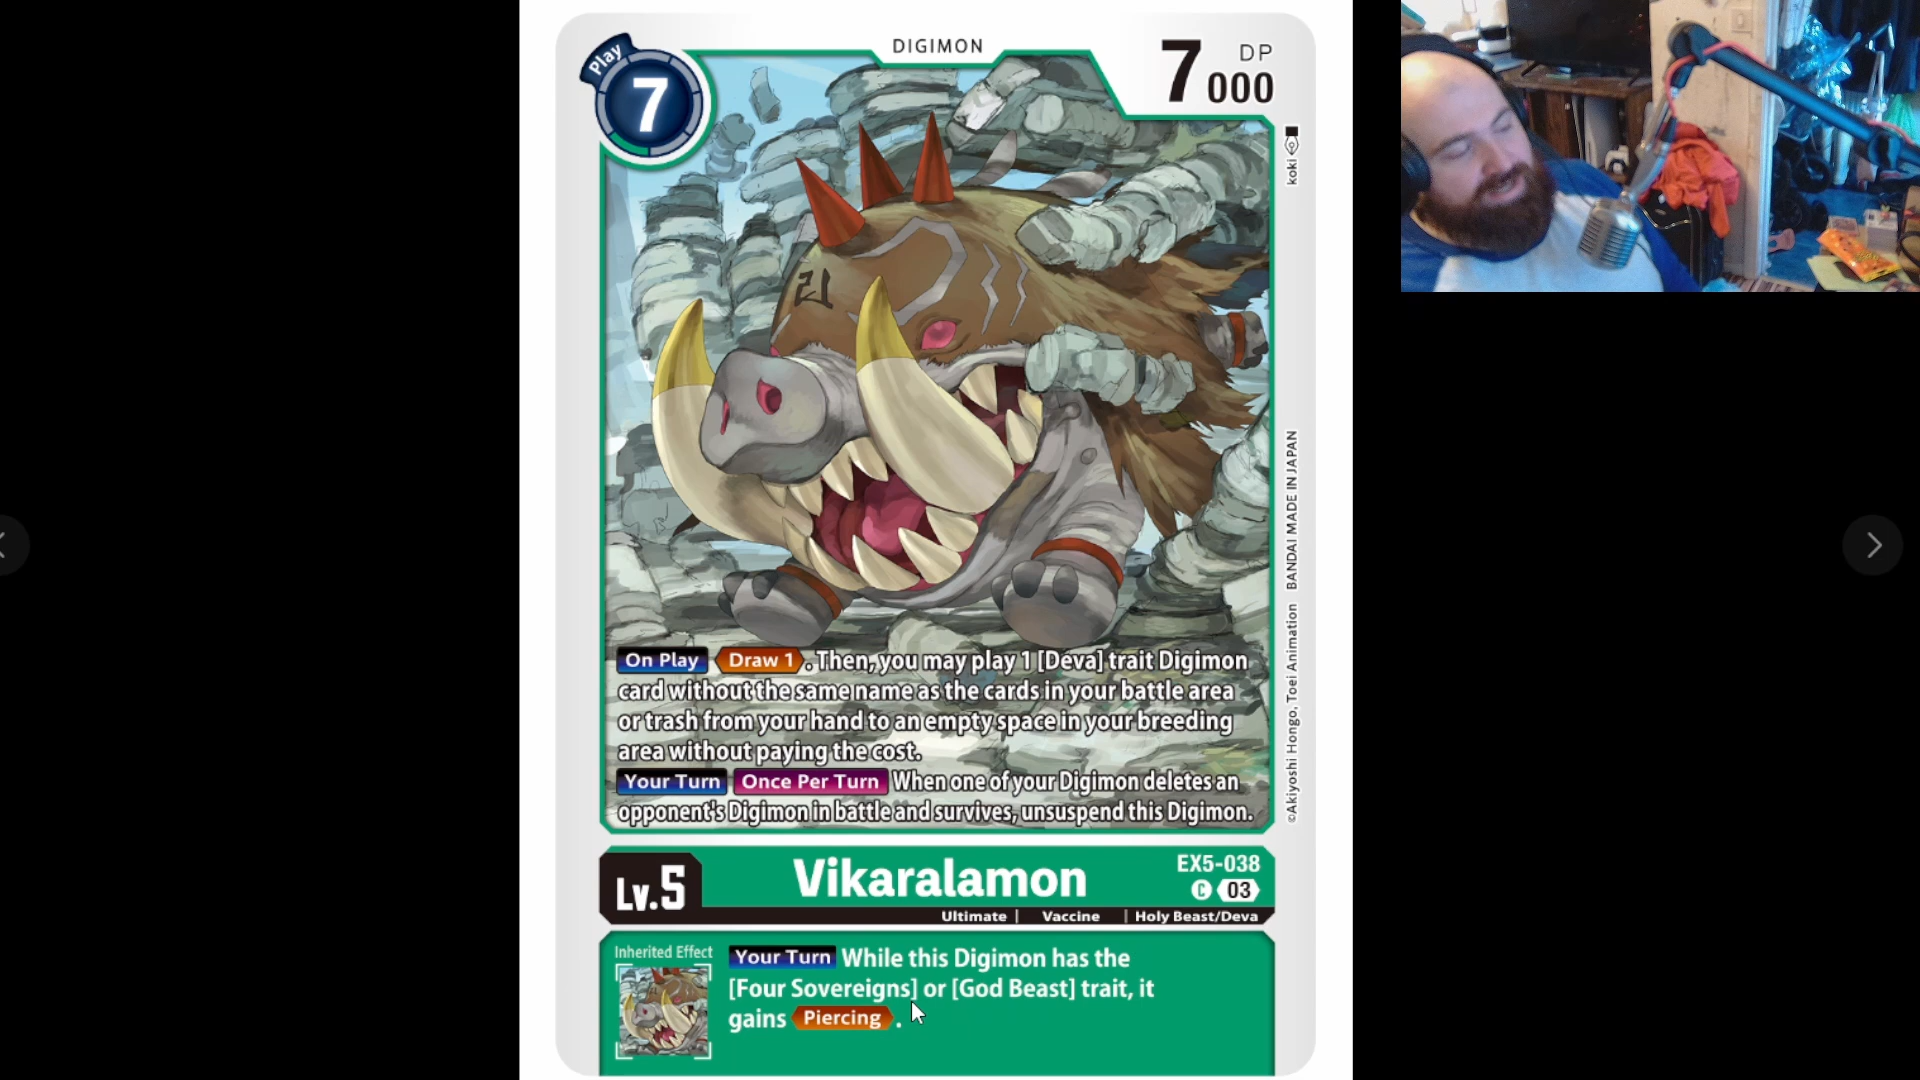 DIGIMON
Play
7
7000
DP
koki
On Play Draw 1. Then, you may play 1 [Deva] trait Digimon
card without the same name as the cards in your battle area
or trash from your hand to an empty space in your breeding
area without paying the cost.
Your Turn Once Per Turn When one of your Digimon deletes an
opponent's Digimon in battle and survives, unsuspend this Digimon.
©Akiyoshi Hongo, Toei Animation BANDAI MADE IN JAPAN
Lv.5
Vikaralamon
EX5-038
C 03
Ultimate | Vaccine | Holy Beast/Deva
Inherited Effect
Your Turn While this Digimon has the
[Four Sovereigns] or [God Beast] trait, it
gains Piercing.